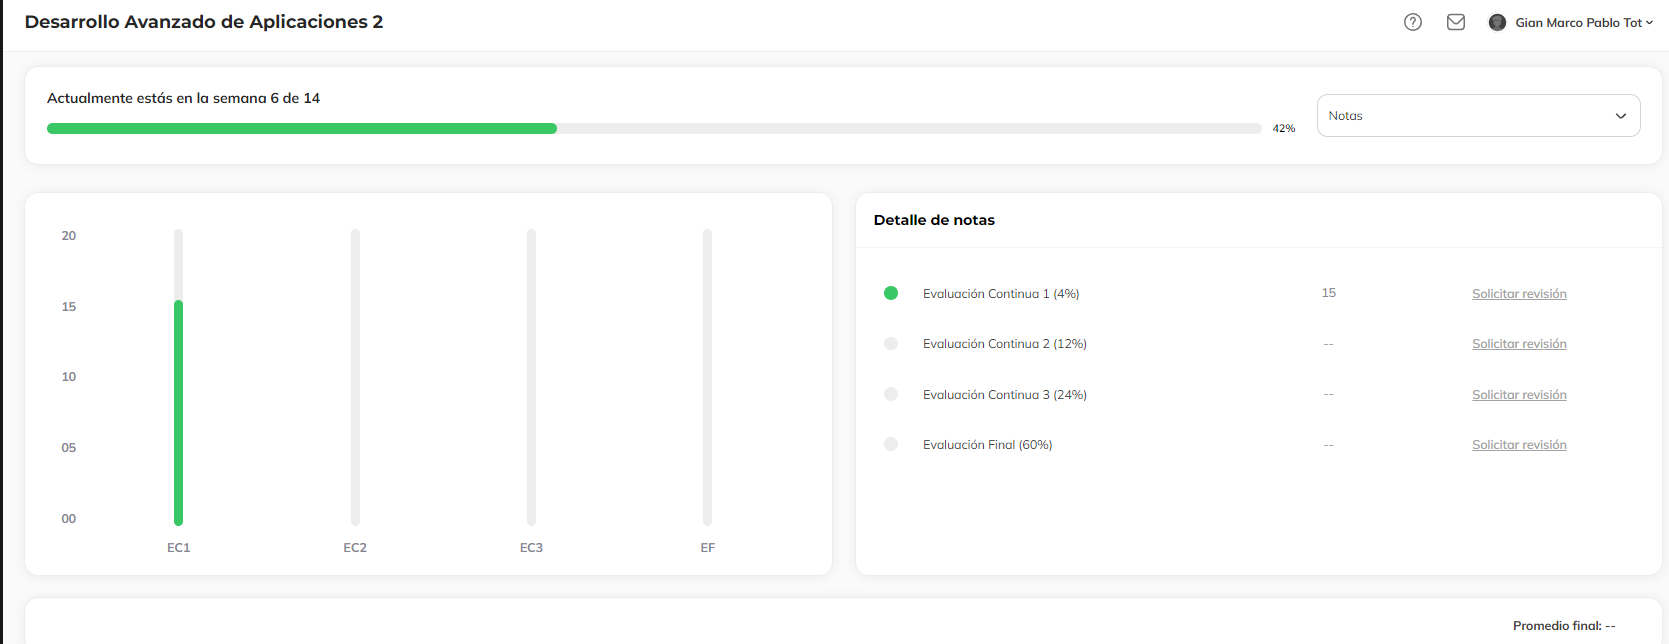 Desarrollo Avanzado de Aplicaciones 2
Gian Marco Pablo Tot
Actualmente estás en la semana 6 de 14
42%
Notas
20
15
10
05
00
EC1 EC2 EC3 EF
Detalle de notas
Evaluación Continua 1 (4%) 15 Solicitar revisión
Evaluación Continua 2 (12%) -- Solicitar revisión
Evaluación Continua 3 (24%) -- Solicitar revisión
Evaluación Final (60%) -- Solicitar revisión
Promedio final: --